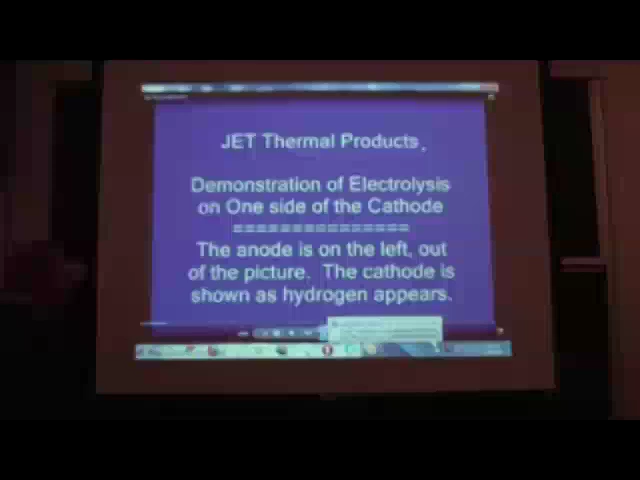 JET Thermal Products,
Demonstration of Electrolysis
on One side of the Cathode
===============
The anode is on the left, out
of the picture. The cathode is
shown as hydrogen appears.